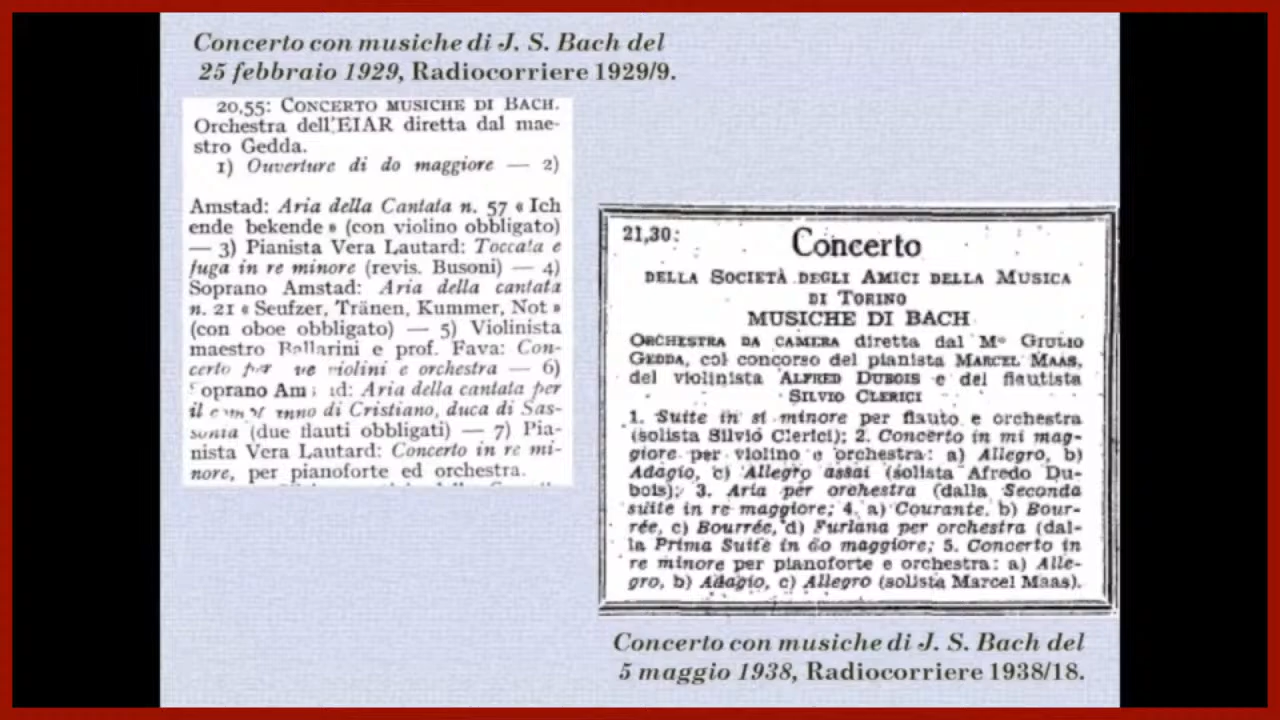 Concerto con musiche di J. S. Bach del
25 febbraio 1929, Radiocorriere 1929/9.
20,55: CONCERTO MUSICHE DI BACH.
Orchestra dell'EIAR diretta dal mae-
stro Gedda.
1) Ouverture di do maggiore — 2)
Amstad: Aria della Cantata n. 57 « Ich
ende bekende » (con violino obbligato)
— 3) Pianista Vera Lautard: Toccata e
fuga in re minore (revis. Busoni) — 4)
Soprano Amstad: Aria della cantata
n. 21 « Seufzer, Tränen, Kummer, Not »
(con oboe obbligato) — 5) Violinista
maestro e prof. Fava: Con-
certo violini e orchestra — 6)
Aria della cantata per
il di Cristiano, duca di Sas-
sonia (due flauti obbligati) — 7) Pia-
nista Vera Lautard: Concerto in re mi-
nore, per pianoforte ed orchestra.
21,30:
Concerto
DELLA SOCIETÀ DEGLI AMICI DELLA MUSICA
DI TORINO
MUSICHE DI BACH
ORCHESTRA DA CAMERA diretta dal M° GIULIO
GEDDA, col concorso del pianista MARCEL MAAS,
del violinista ALFRED DUBOIS e del flautista
SILVIO CLERICI
1. Suite in si minore per flauto e orchestra
(solista Silvio Clerici); 2. Concerto in mi mag-
giore per violino e orchestra: a) Allegro, b)
Adagio, c) Allegro assai (solista Afredo Du-
bois); 3. Aria per orchestra (dalla Seconda
suite in re maggiore; 4. a) Courante, b) Bour-
rée, c) Bourrée, d) Furlana per orchestra (dal-
la Prima Suite in do maggiore; 5. Concerto in
re minore per pianoforte e orchestra: a) Alle-
gro, b) Adagio, c) Allegro (solista Marcel Maas).
Concerto con musiche di J. S. Bach del
5 maggio 1938, Radiocorriere 1938/18.